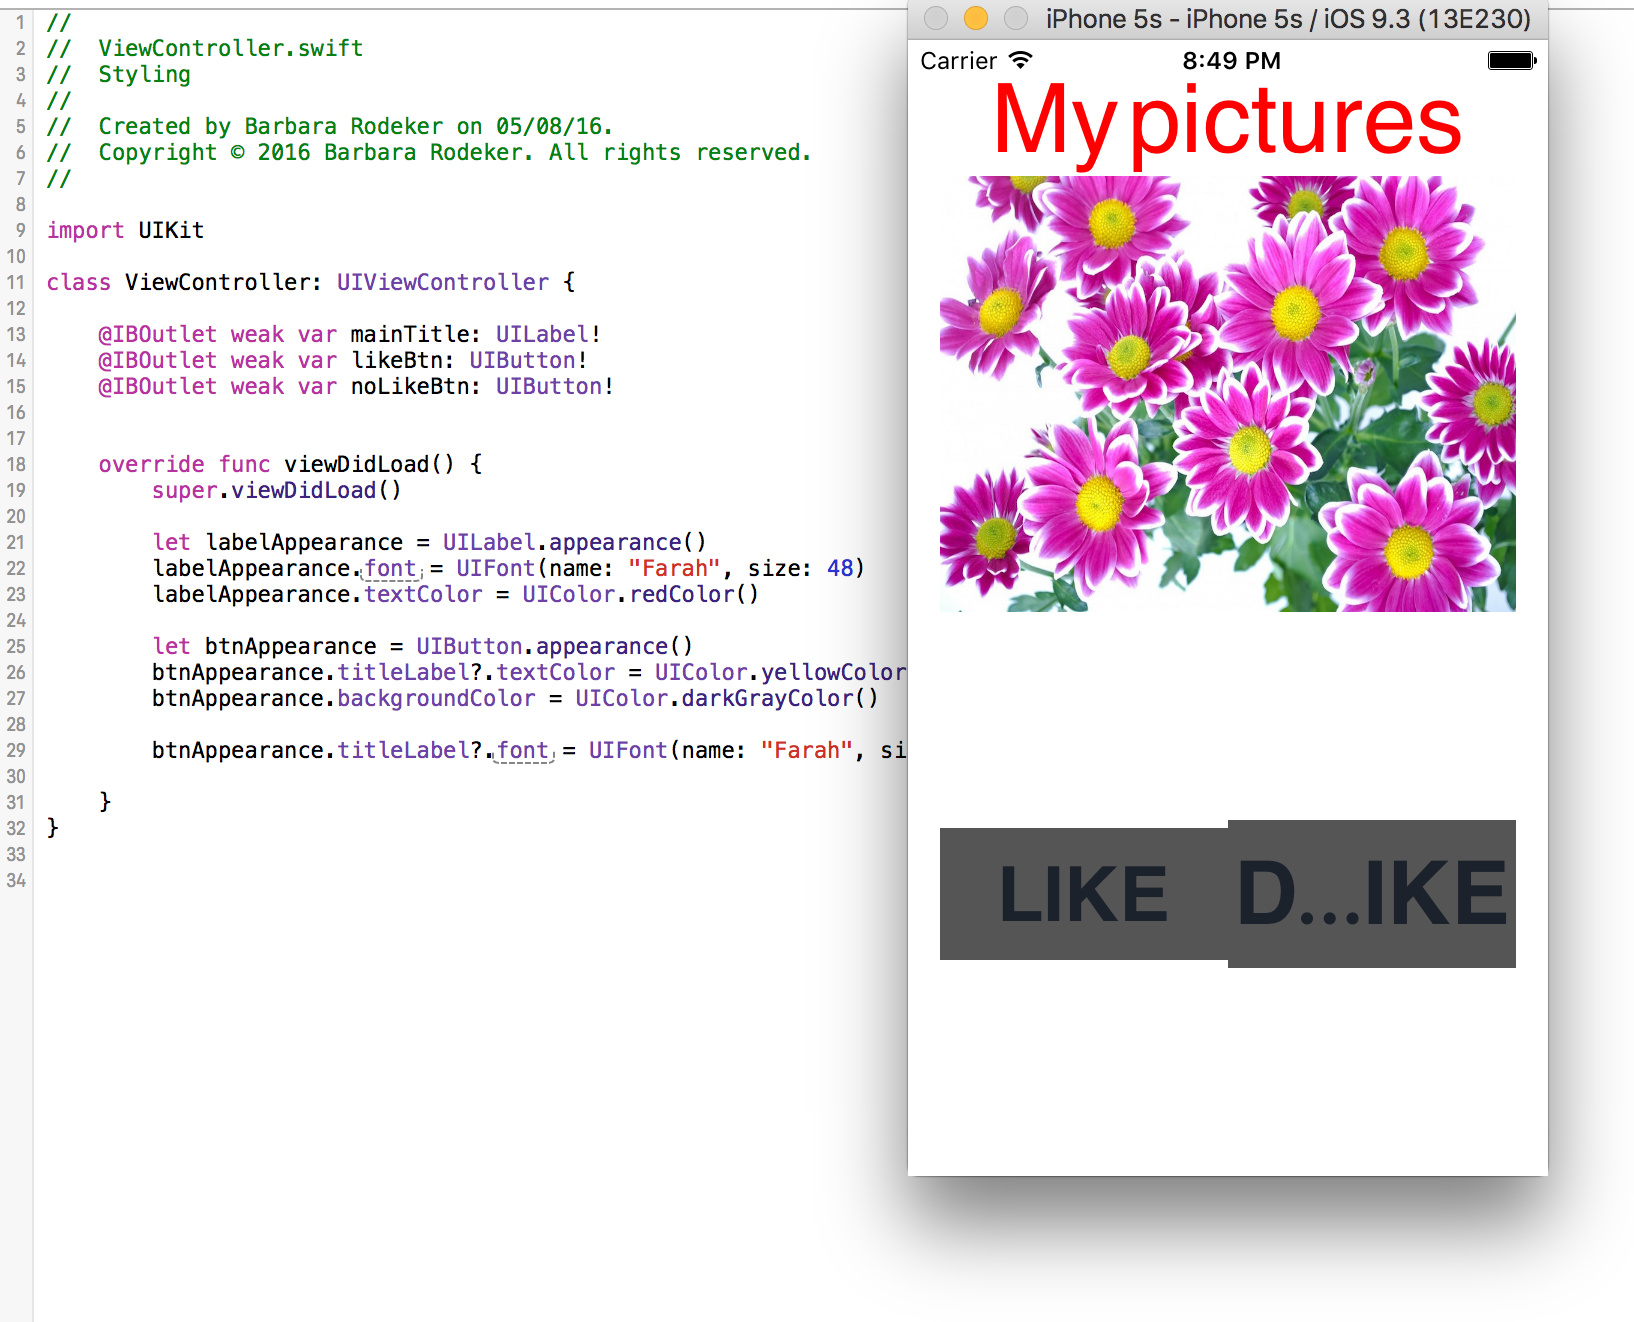 1 //
2 //  ViewController.swift
3 //  Styling
4 //
5 //  Created by Barbara Rodeker on 05/08/16.
6 //  Copyright © 2016 Barbara Rodeker. All rights reserved.
7 //
8
9 import UIKit
10
11 class ViewController: UIViewController {
12
13     @IBOutlet weak var mainTitle: UILabel!
14     @IBOutlet weak var likeBtn: UIButton!
15     @IBOutlet weak var noLikeBtn: UIButton!
16
17
18     override func viewDidLoad() {
19         super.viewDidLoad()
20
21         let labelAppearance = UILabel.appearance()
22         labelAppearance.font = UIFont(name: "Farah", size: 48)
23         labelAppearance.textColor = UIColor.redColor()
24
25         let btnAppearance = UIButton.appearance()
26         btnAppearance.titleLabel?.textColor = UIColor.yellowColor
27         btnAppearance.backgroundColor = UIColor.darkGrayColor()
28
29         btnAppearance.titleLabel?.font = UIFont(name: "Farah", si
30
31     }
32 }
33
34
iPhone 5s - iPhone 5s / iOS 9.3 (13E230)
Carrier 8:49 PM
My pictures
LIKE D...IKE